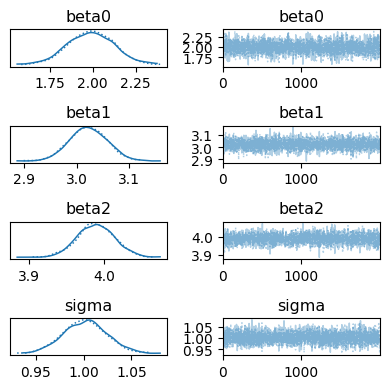 beta0 beta0
2.25
2.00
1.75
1.75 2.00 2.25 0 1000
beta1 beta1
3.1
3.0
2.9
2.9 3.0 3.1 0 1000
beta2 beta2
4.0
3.9
3.9 4.0 0 1000
sigma sigma
1.05
1.00
0.95
0.95 1.00 1.05 0 1000